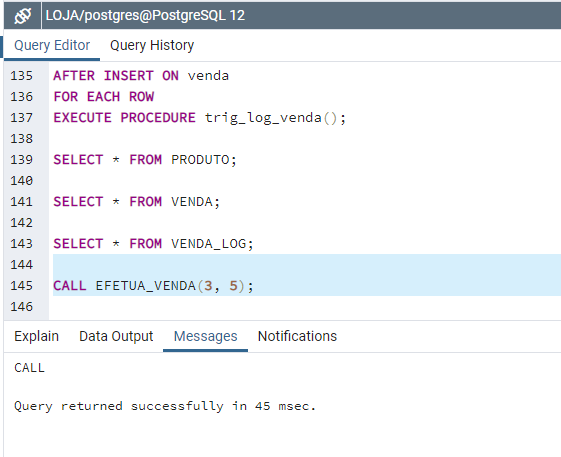 LOJA/postgres@PostgreSQL 12
Query Editor Query History
135 AFTER INSERT ON venda
136 FOR EACH ROW
137 EXECUTE PROCEDURE trig_log_venda();
138
139 SELECT * FROM PRODUTO;
140
141 SELECT * FROM VENDA;
142
143 SELECT * FROM VENDA_LOG;
144
145 CALL EFETUA_VENDA(3, 5);
146
Explain Data Output Messages Notifications
CALL
Query returned successfully in 45 msec.